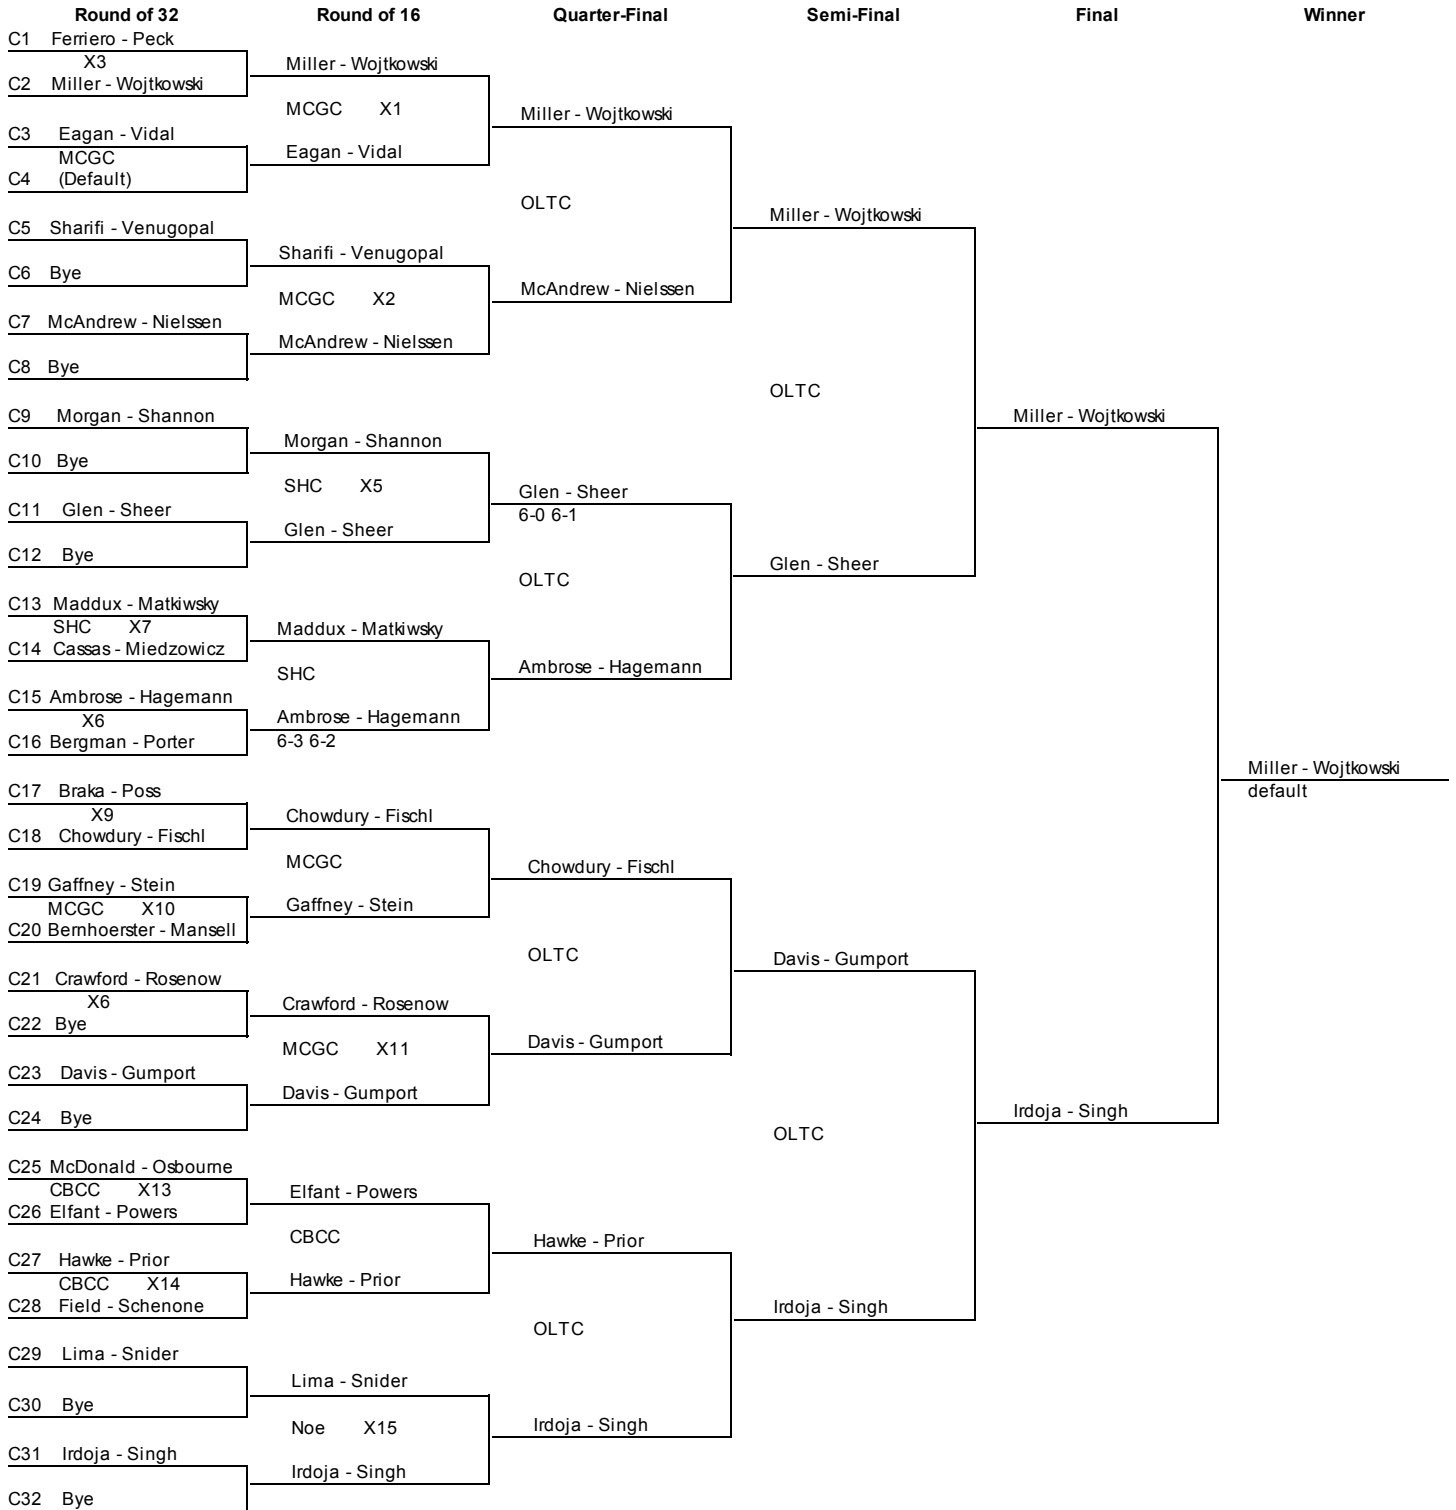 Round of 32 Round of 16 Quarter-Final Semi-Final Final Winner
C1 Ferriero - Peck
X3
C2 Miller - Wojtkowski
C3 Eagan - Vidal
MCGC
C4 (Default)
C5 Sharifi - Venugopal
C6 Bye
C7 McAndrew - Nielssen
C8 Bye
C9 Morgan - Shannon
C10 Bye
C11 Glen - Sheer
C12 Bye
C13 Maddux - Matkiwsky
SHC X7
C14 Cassas - Miedzowicz
C15 Ambrose - Hagemann
X6
C16 Bergman - Porter
C17 Braka - Poss
X9
C18 Chowdury - Fischl
C19 Gaffney - Stein
MCGC X10
C20 Bernhoerster - Mansell
C21 Crawford - Rosenow
X6
C22 Bye
C23 Davis - Gumport
C24 Bye
C25 McDonald - Osbourne
CBCC X13
C26 Elfant - Powers
C27 Hawke - Prior
CBCC X14
C28 Field - Schenone
C29 Lima - Snider
C30 Bye
C31 Irdoja - Singh
C32 Bye
Miller - Wojtkowski
MCGC X1
Eagan - Vidal
Sharifi - Venugopal
MCGC X2
McAndrew - Nielssen
Morgan - Shannon
SHC X5
Glen - Sheer
Maddux - Matkiwsky
SHC
Ambrose - Hagemann
6-3 6-2
Chowdury - Fischl
MCGC
Gaffney - Stein
Crawford - Rosenow
MCGC X11
Davis - Gumport
Elfant - Powers
CBCC
Hawke - Prior
Lima - Snider
Noe X15
Irdoja - Singh
Miller - Wojtkowski
OLTC
McAndrew - Nielssen
Glen - Sheer
6-0 6-1
OLTC
Ambrose - Hagemann
Chowdury - Fischl
OLTC
Davis - Gumport
Hawke - Prior
OLTC
Irdoja - Singh
Miller - Wojtkowski
OLTC
Glen - Sheer
Davis - Gumport
OLTC
Irdoja - Singh
Miller - Wojtkowski
Irdoja - Singh
Miller - Wojtkowski
default